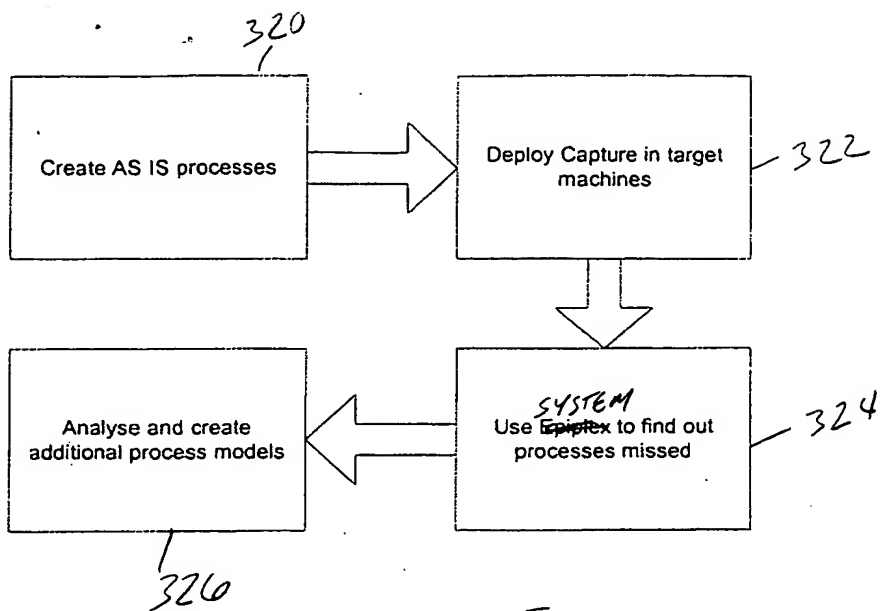 320
Create AS IS processes
Deploy Capture in target
machines
322
SYSTEM
Use Epiplex to find out
processes missed
324
Analyse and create
additional process models
326